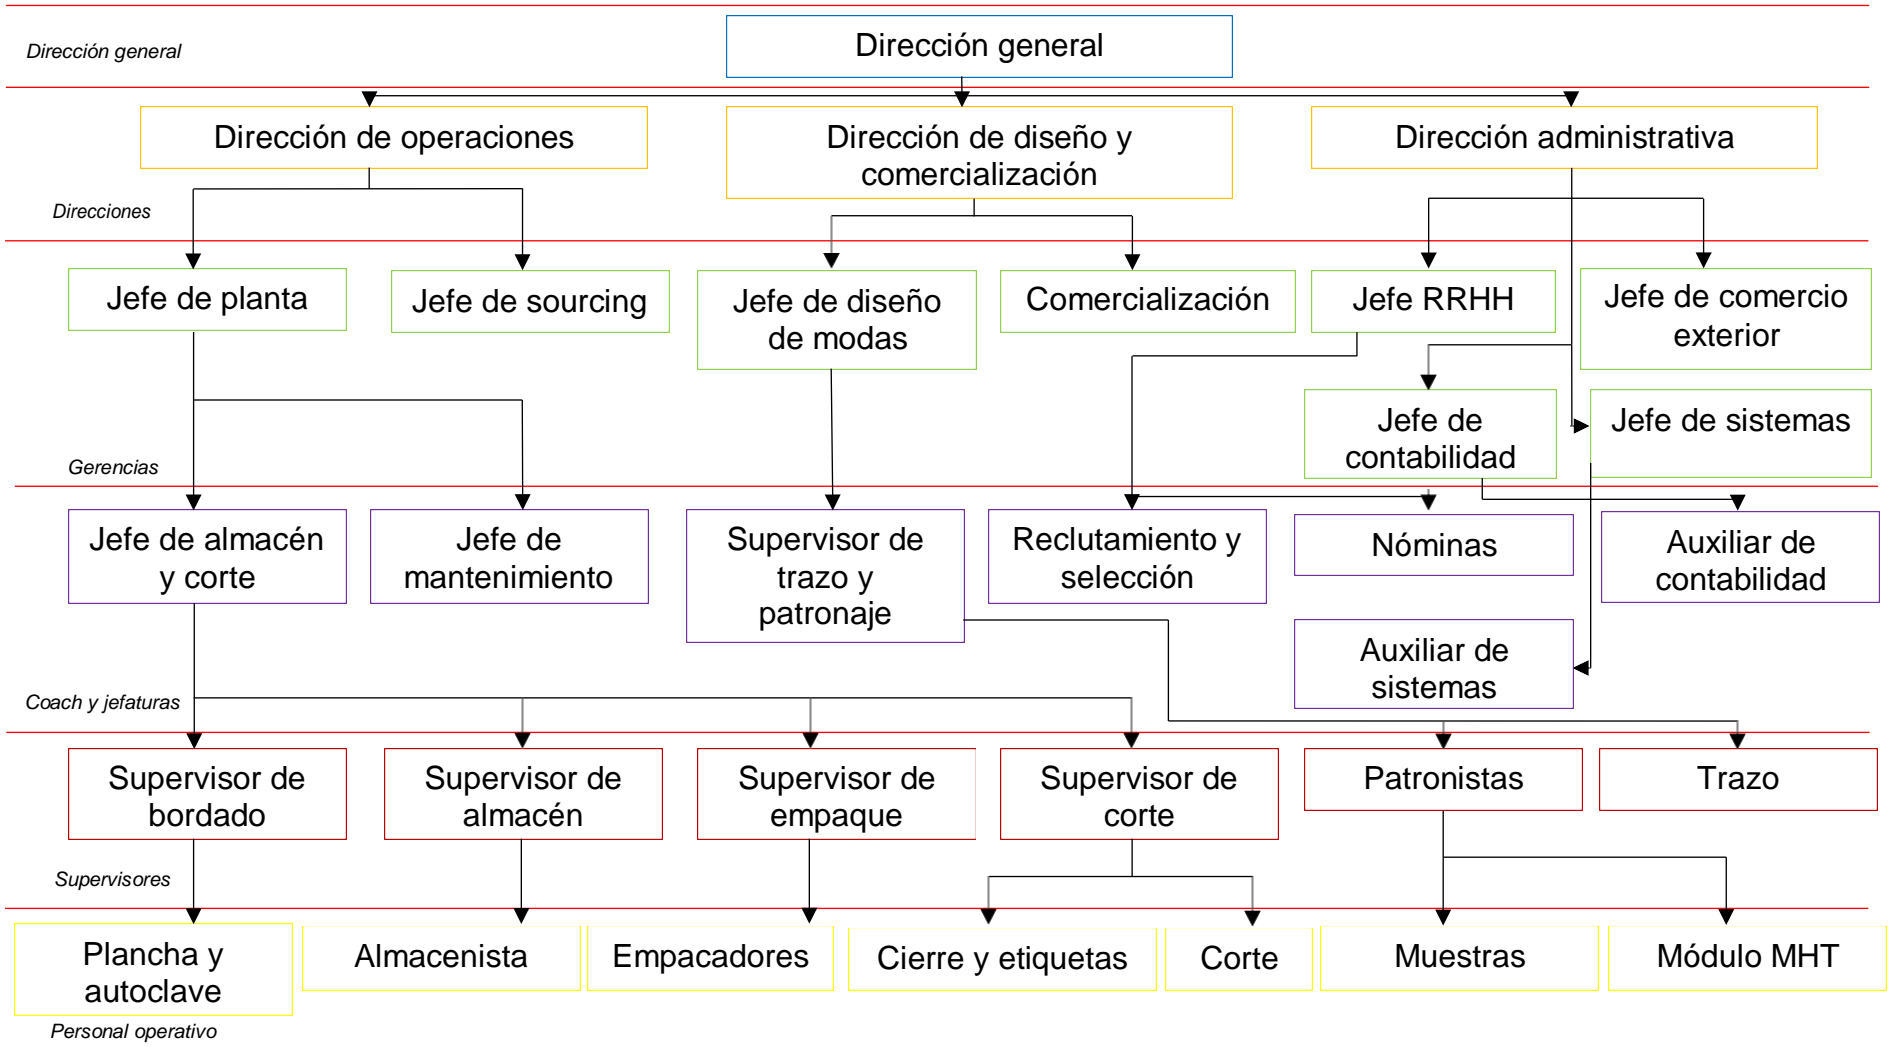 Dirección general
Dirección general
Dirección de operaciones
Dirección de diseño y
comercialización
Dirección administrativa
Direcciones
Jefe de planta
Jefe de sourcing
Jefe de diseño
de modas
Comercialización
Jefe RRHH
Jefe de comercio
exterior
Jefe de
contabilidad
Jefe de sistemas
Gerencias
Jefe de almacén
y corte
Jefe de
mantenimiento
Supervisor de
trazo y
patronaje
Reclutamiento y
selección
Nóminas
Auxiliar de
contabilidad
Auxiliar de
sistemas
Coach y jefaturas
Supervisor de
bordado
Supervisor de
almacén
Supervisor de
empaque
Supervisor de
corte
Patronistas
Trazo
Supervisores
Plancha y
autoclave
Almacenista
Empacadores
Cierre y etiquetas
Corte
Muestras
Módulo MHT
Personal operativo